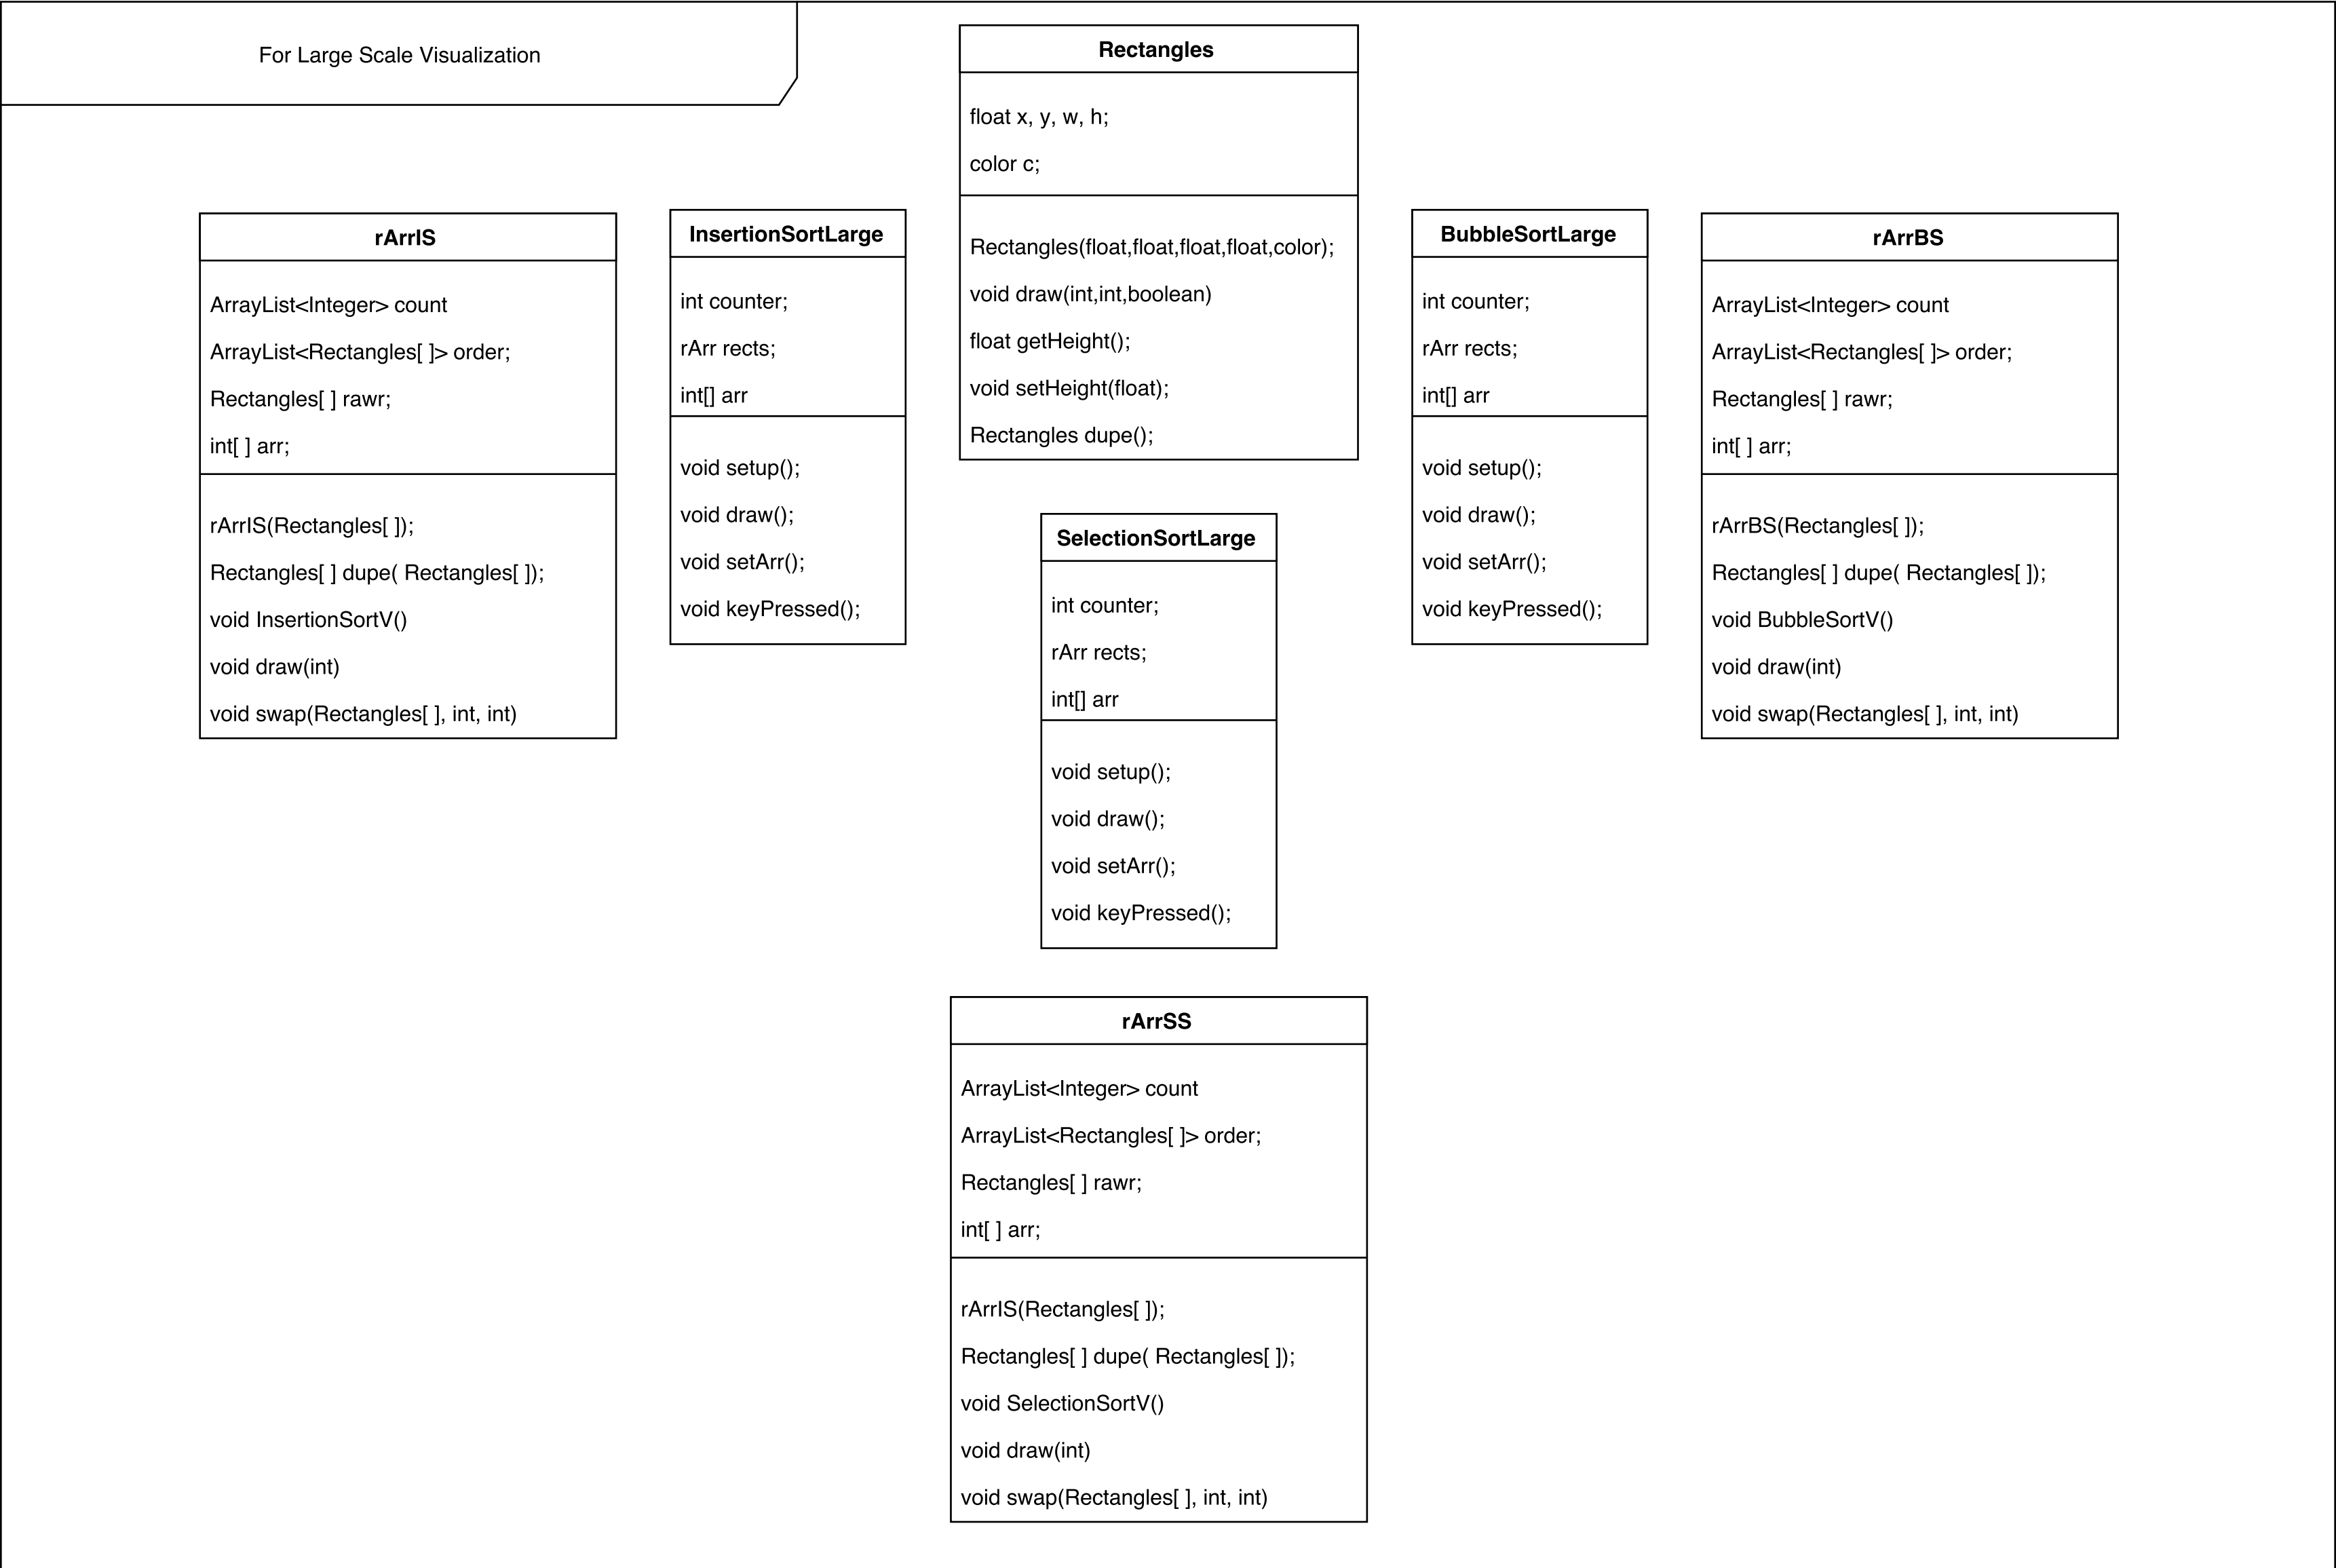 For Large Scale Visualization
Rectangles
float x, y, w, h;
color c;
Rectangles(float,float,float,float,color);
void draw(int,int,boolean)
float getHeight();
void setHeight(float);
Rectangles dupe();
rArrIS
ArrayList<Integer> count
ArrayList<Rectangles[ ]> order;
Rectangles[ ] rawr;
int[ ] arr;
rArrIS(Rectangles[ ]);
Rectangles[ ] dupe( Rectangles[ ]);
void InsertionSortV()
void draw(int)
void swap(Rectangles[ ], int, int)
InsertionSortLarge
int counter;
rArr rects;
int[] arr
void setup();
void draw();
void setArr();
void keyPressed();
BubbleSortLarge
int counter;
rArr rects;
int[] arr
void setup();
void draw();
void setArr();
void keyPressed();
rArrBS
ArrayList<Integer> count
ArrayList<Rectangles[ ]> order;
Rectangles[ ] rawr;
int[ ] arr;
rArrBS(Rectangles[ ]);
Rectangles[ ] dupe( Rectangles[ ]);
void BubbleSortV()
void draw(int)
void swap(Rectangles[ ], int, int)
SelectionSortLarge
int counter;
rArr rects;
int[] arr
void setup();
void draw();
void setArr();
void keyPressed();
rArrSS
ArrayList<Integer> count
ArrayList<Rectangles[ ]> order;
Rectangles[ ] rawr;
int[ ] arr;
rArrIS(Rectangles[ ]);
Rectangles[ ] dupe( Rectangles[ ]);
void SelectionSortV()
void draw(int)
void swap(Rectangles[ ], int, int)